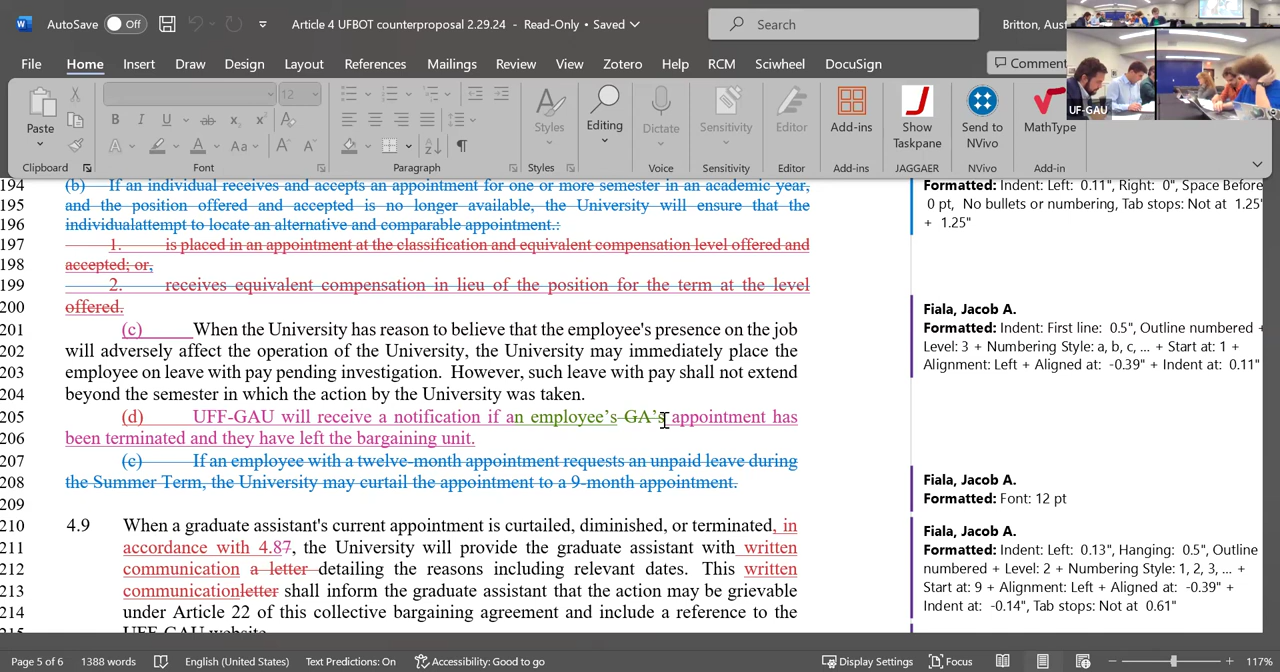 AutoSave Off Article 4 UFBOT counterproposal 2.29.24 - Read-Only • Saved Search Britton, Aust
File Home Insert Draw Design Layout References Mailings Review View Zotero Help RCM Sciwheel DocuSign Comment
UF-GAU
Paste 12 Styles Editing Dictate Sensitivity Editor Add-ins Show Taskpane Send to NVivo MathType
Clipboard Font Paragraph Styles Voice Sensitivity Editor Add-ins JAGGAER NVivo Add-in
194 (b) If an individual receives and accepts an appointment for one or more semester in an academic year,
195 and the position offered and accepted is no longer available, the University will ensure that the
196 individualattempt to locate an alternative and comparable appointment.:
197 1. is placed in an appointment at the classification and equivalent compensation level offered and
198 accepted; or,
199 2. receives equivalent compensation in lieu of the position for the term at the level
200 offered.
201 (c) When the University has reason to believe that the employee's presence on the job
202 will adversely affect the operation of the University, the University may immediately place the
203 employee on leave with pay pending investigation. However, such leave with pay shall not extend
204 beyond the semester in which the action by the University was taken.
205 (d) UFF-GAU will receive a notification if an employee's GA's appointment has
206 been terminated and they have left the bargaining unit.
207 (c) If an employee with a twelve-month appointment requests an unpaid leave during
208 the Summer Term, the University may curtail the appointment to a 9-month appointment.
209
210 4.9 When a graduate assistant's current appointment is curtailed, diminished, or terminated, in
211 accordance with 4.87, the University will provide the graduate assistant with written
212 communication a letter detailing the reasons including relevant dates. This written
213 communicationletter shall inform the graduate assistant that the action may be grievable
214 under Article 22 of this collective bargaining agreement and include a reference to the
215 UFF-GAU website.
Formatted: Indent: Left: 0.11", Right: 0", Space Before
0 pt, No bullets or numbering, Tab stops: Not at 1.25"
+ 1.25"
Fiala, Jacob A.
Formatted: Indent: First line: 0.5", Outline numbered +
Level: 3 + Numbering Style: a, b, c, ... + Start at: 1 +
Alignment: Left + Aligned at: -0.39" + Indent at: 0.11"
Fiala, Jacob A.
Formatted: Font: 12 pt
Fiala, Jacob A.
Formatted: Indent: Left: 0.13", Hanging: 0.5", Outline
numbered + Level: 2 + Numbering Style: 1, 2, 3, ... +
Start at: 9 + Alignment: Left + Aligned at: -0.39" +
Indent at: -0.14", Tab stops: Not at 0.61"
Page 5 of 6 1388 words English (United States) Text Predictions: On Accessibility: Good to go Display Settings Focus 117%